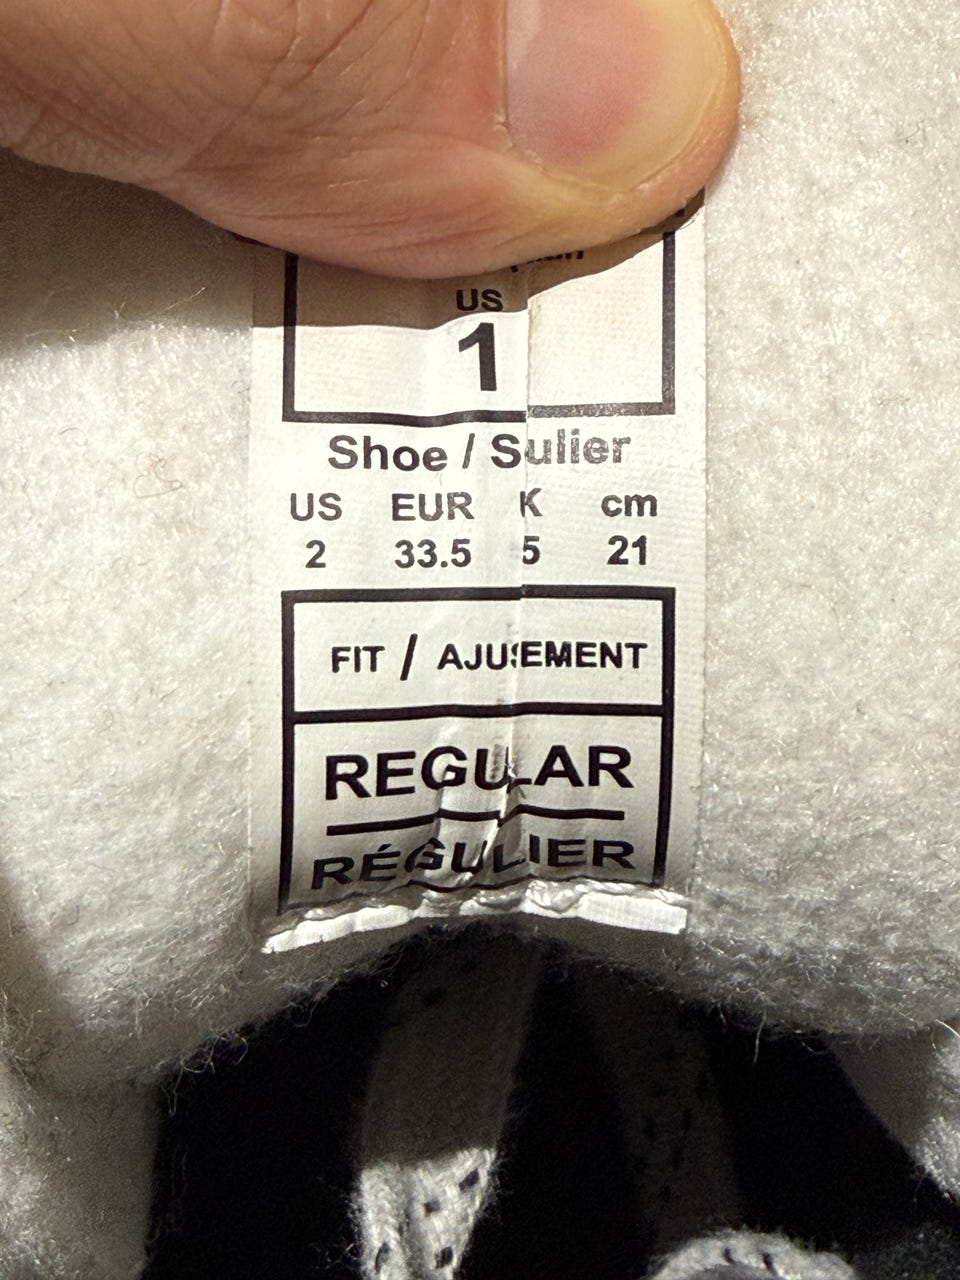 US
1
Shoe / Sulier
US EUR K cm
2 33.5 5 21
FIT / AJUSEMENT
REGULAR
RÉGULIER